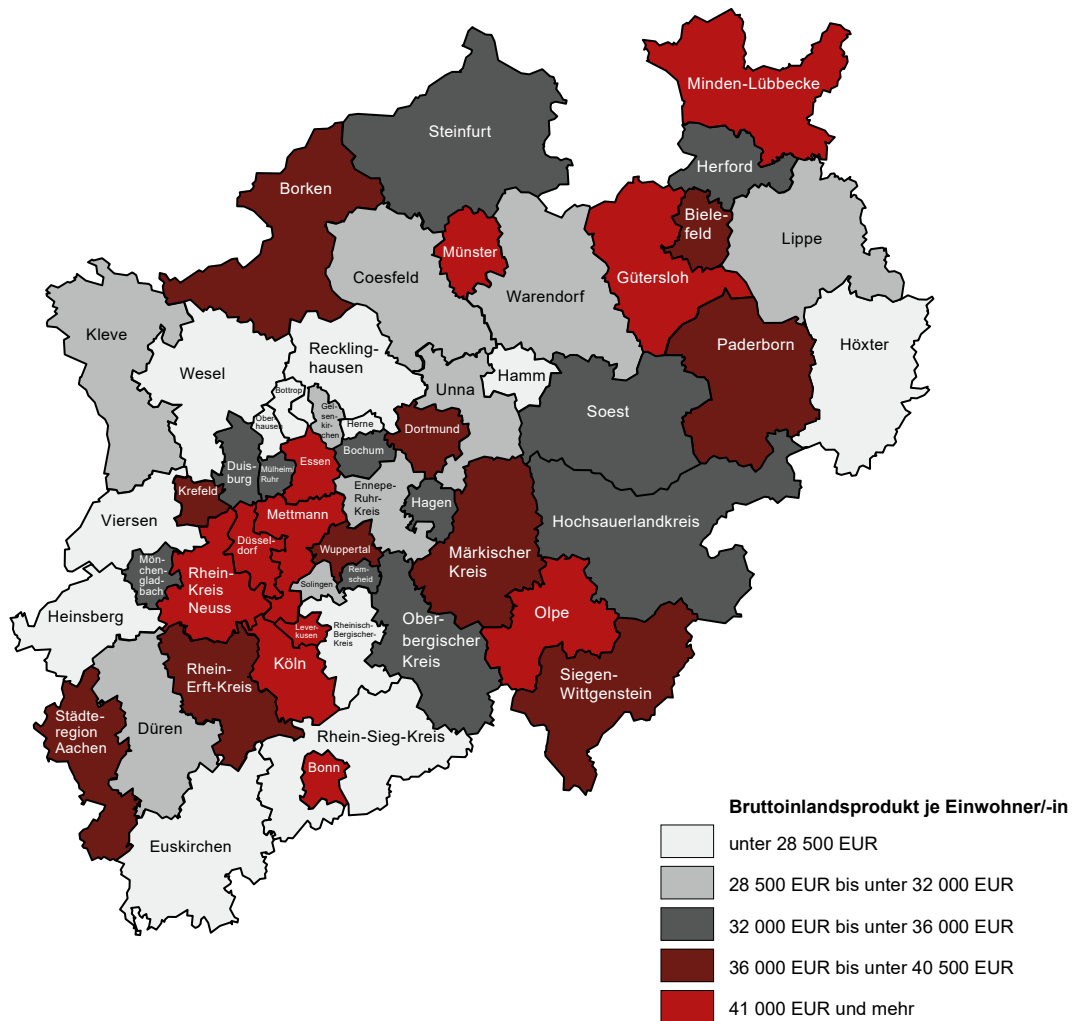 Minden-Lübbecke
Steinfurt
Herford
Borken
Biele-
feld
Lippe
Münster
Coesfeld
Gütersloh
Warendorf
Kleve
Paderborn
Höxter
Reckling-
hausen
Wesel
Hamm
Unna
Bottrop
Soest
Gel-
sen-
kir-
chen
Ober
hausen
Herne
Dortmund
Bochum
Essen
Duis-
burg
Mülheim/
Ruhr
Ennepe-
Ruhr-
Kreis
Krefeld
Hagen
Mettmann
Viersen
Hochsauerlandkreis
Düssel-
dorf
Wuppertal
Märkischer
Kreis
Mön-
chen-
glad-
bach
Rhein-
Kreis
Neuss
Rem-
scheid
Solingen
Heinsberg
Olpe
Ober-
bergischer
Kreis
Lever-
kusen
Rheinisch-
Bergischer-
Kreis
Köln
Rhein-
Erft-Kreis
Siegen-
Wittgenstein
Städte-
region
Aachen
Düren
Rhein-Sieg-Kreis
Bonn
Euskirchen
Bruttoinlandsprodukt je Einwohner/-in
unter 28 500 EUR
28 500 EUR bis unter 32 000 EUR
32 000 EUR bis unter 36 000 EUR
36 000 EUR bis unter 40 500 EUR
41 000 EUR und mehr